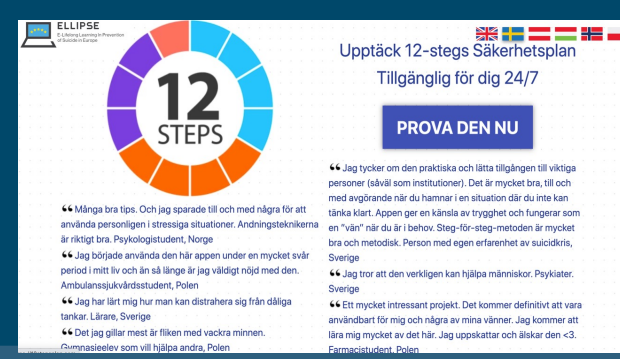 ELLIPSE
E-Lifelong Learning in Prevention
of Suicide in Europe
12
STEPS
❝ Många bra tips. Och jag sparade till och med några för att
använda personligen i stressiga situationer. Andningsteknikerna
är riktigt bra. Psykologistudent, Norge
❝ Jag började använda den här appen under en mycket svår
period i mitt liv och än så länge är jag väldigt nöjd med den.
Ambulanssjukvårdsstudent, Polen
❝ Jag har lärt mig hur man kan distrahera sig från dåliga
tankar. Lärare, Sverige
❝ Det jag gillar mest är fliken med vackra minnen.
Gymnasieelev som vill hjälpa andra, Polen
Upptäck 12-stegs Säkerhetsplan
Tillgänglig för dig 24/7
PROVA DEN NU
❝ Jag tycker om den praktiska och lätta tillgången till viktiga
personer (såväl som institutioner). Det är mycket bra, till och
med avgörande när du hamnar i en situation där du inte kan
tänka klart. Appen ger en känsla av trygghet och fungerar som
en "vän" när du är i behov. Steg-för-steg-metoden är mycket
bra och metodisk. Person med egen erfarenhet av suicidkris,
Sverige
❝ Jag tror att den verkligen kan hjälpa människor. Psykiater.
Sverige
❝ Ett mycket intressant projekt. Det kommer definitivt att vara
användbart för mig och några av mina vänner. Jag kommer att
lära mig mycket av det här. Jag uppskattar och älskar den <3.
Farmacistudent, Polen